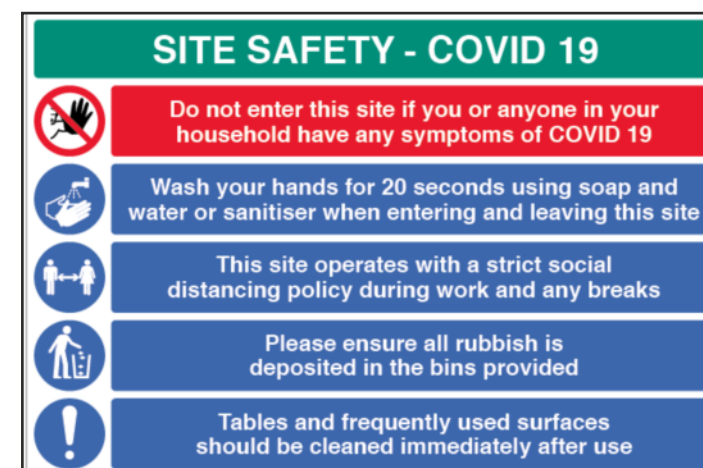 SITE SAFETY - COVID 19
Do not enter this site if you or anyone in your
household have any symptoms of COVID 19
Wash your hands for 20 seconds using soap and
water or sanitiser when entering and leaving this site
This site operates with a strict social
distancing policy during work and any breaks
Please ensure all rubbish is
deposited in the bins provided
Tables and frequently used surfaces
should be cleaned immediately after use